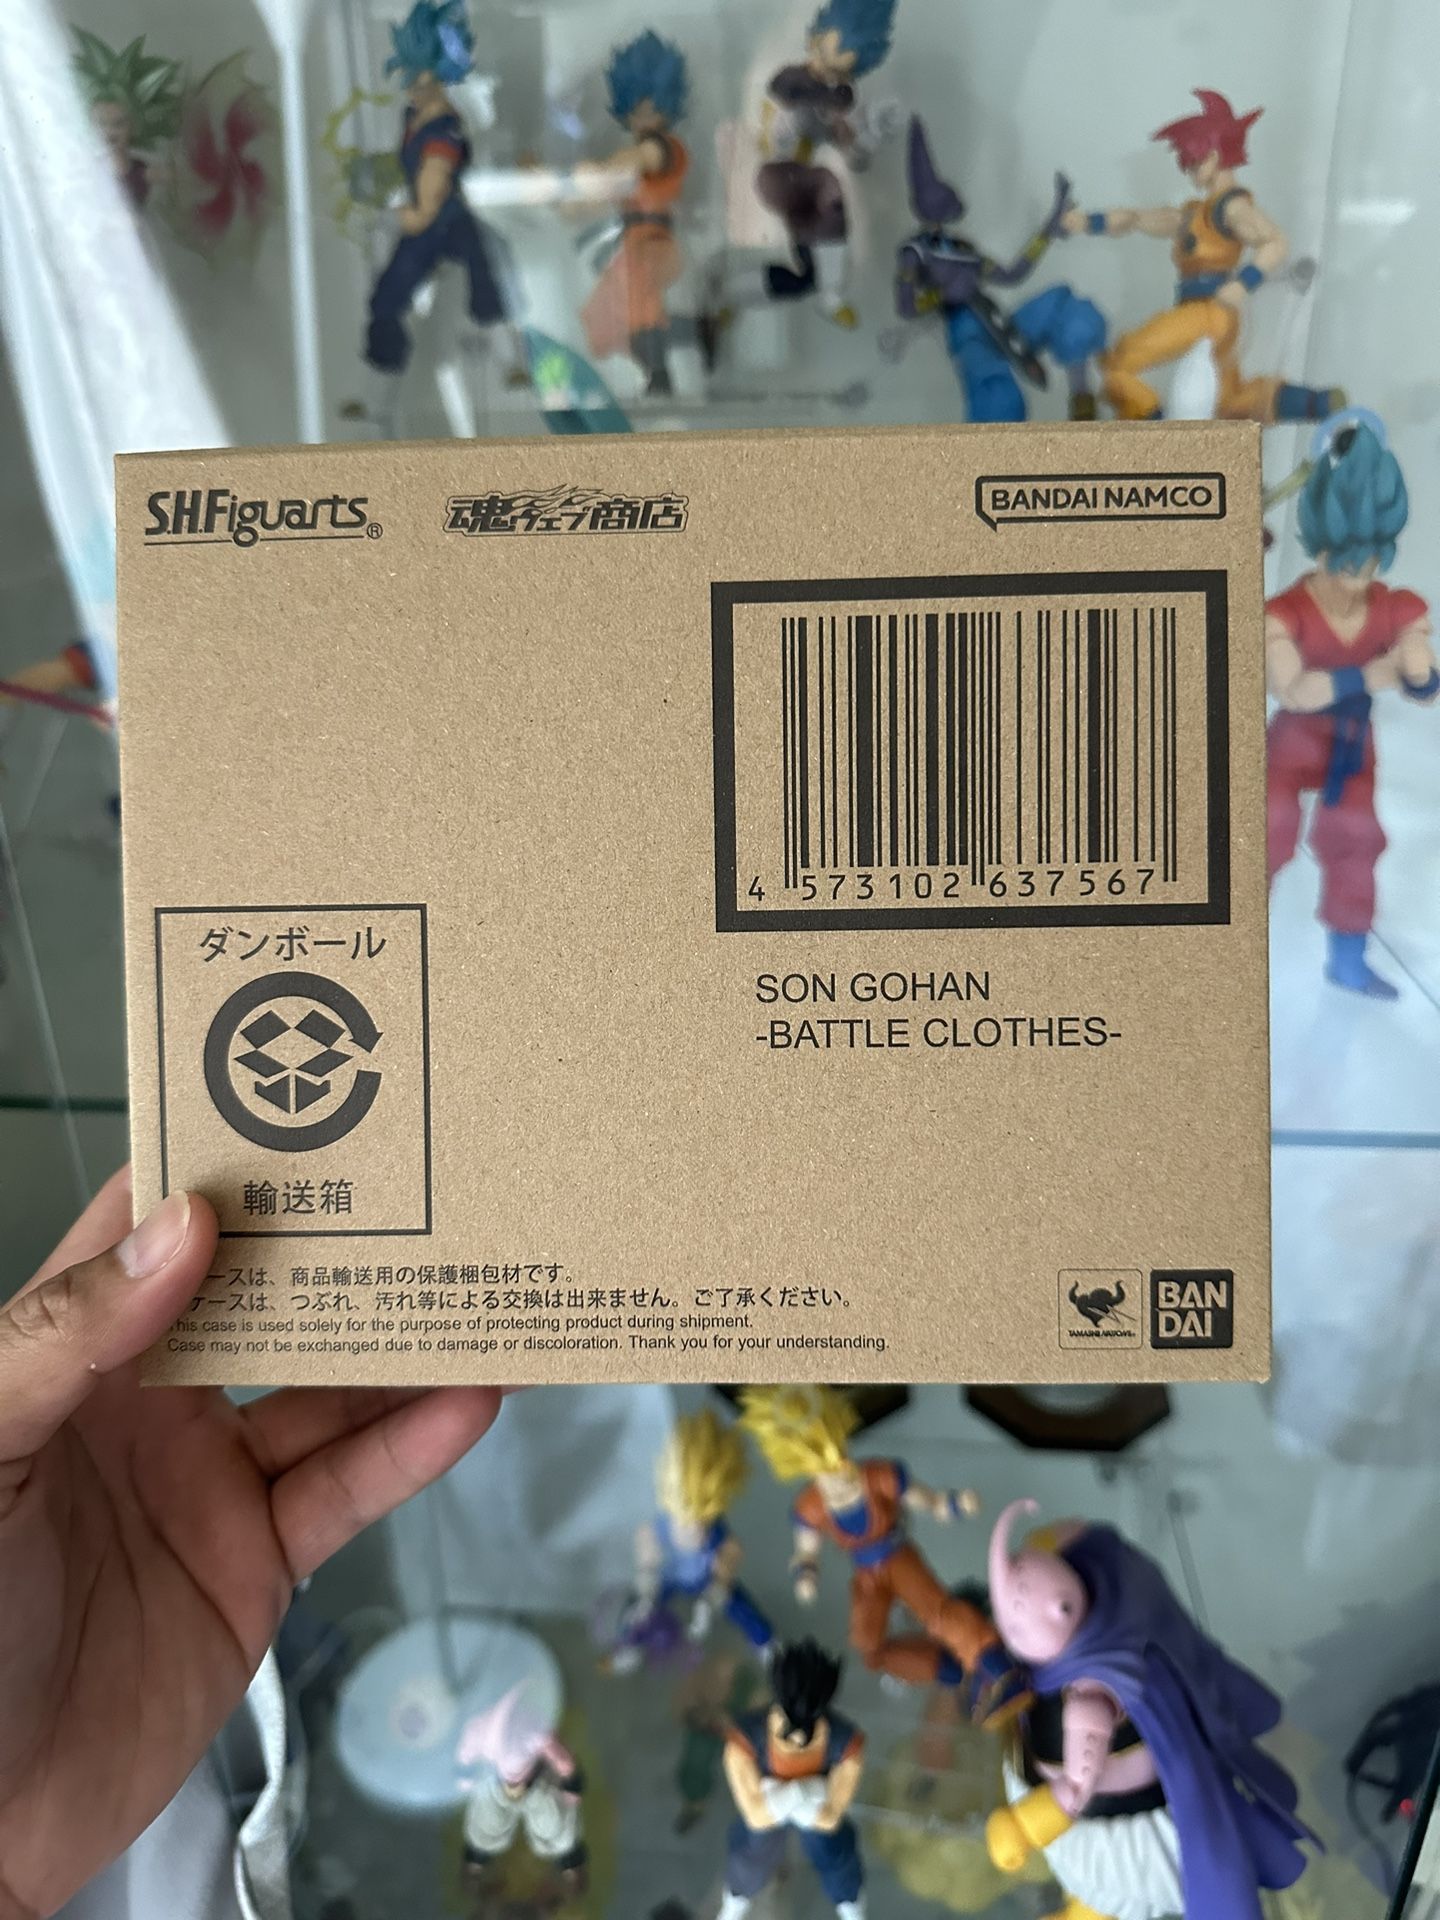 S.H.Figuarts®
魂ウェブ商店
BANDAI NAMCO
4 573102 637567
SON GOHAN
-BATTLE CLOTHES-
ダンボール
輸送箱
ースは、商品輸送用の保護梱包材です。
ケースは、つぶれ、汚れ等による交換は出来ません。ご了承ください。
This case is used solely for the purpose of protecting product during shipment.
Case may not be exchanged due to damage or discoloration. Thank you for your understanding.
TAMASHII NATIONS
BAN
DAI